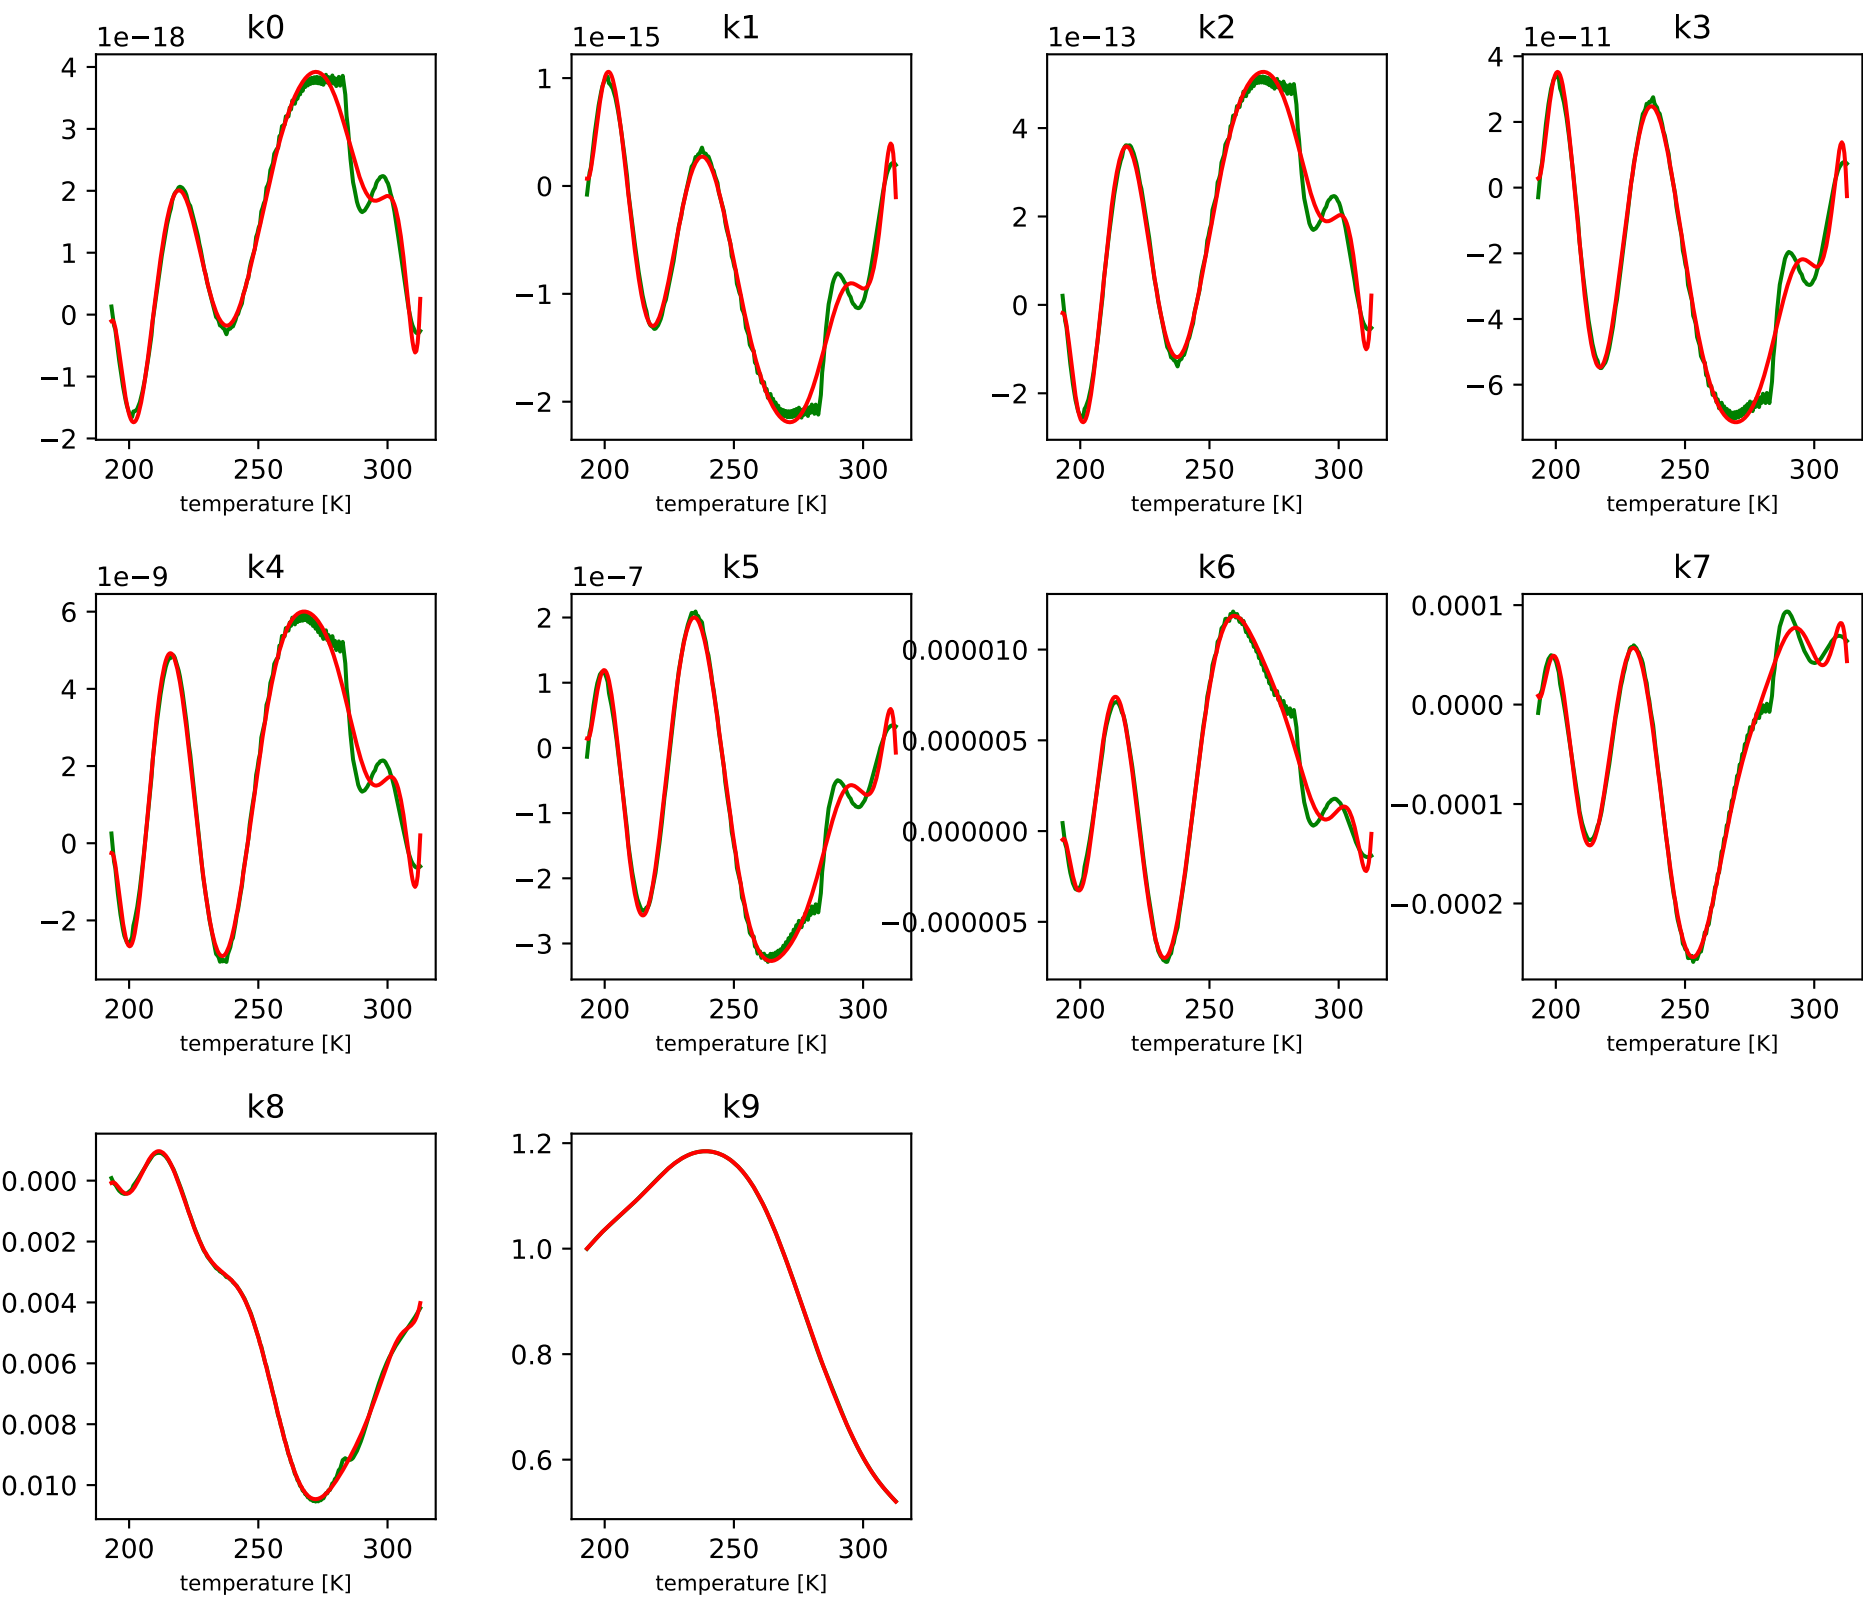 k0 k1 k2 k3
1e−18 1e−15 1e−13 1e−11
4 3 2 1 0 −1 −2
1 0 −1 −2
4 2 0 −2
4 2 0 −2 −4 −6
200 250 300 200 250 300 200 250 300 200 250 300
temperature [K] temperature [K] temperature [K] temperature [K]
k4 k5 k6 k7
1e−9 1e−7
6 4 2 0 −2
2 1 0 −1 −2 −3
0.000010 0.000005 0.000000 −0.000005
0.0001 0.0000 −0.0001 −0.0002
200 250 300 200 250 300 200 250 300 200 250 300
temperature [K] temperature [K] temperature [K] temperature [K]
k8 k9
0.000 0.002 0.004 0.006 0.008 0.010
1.2 1.0 0.8 0.6
200 250 300 200 250 300
temperature [K] temperature [K]